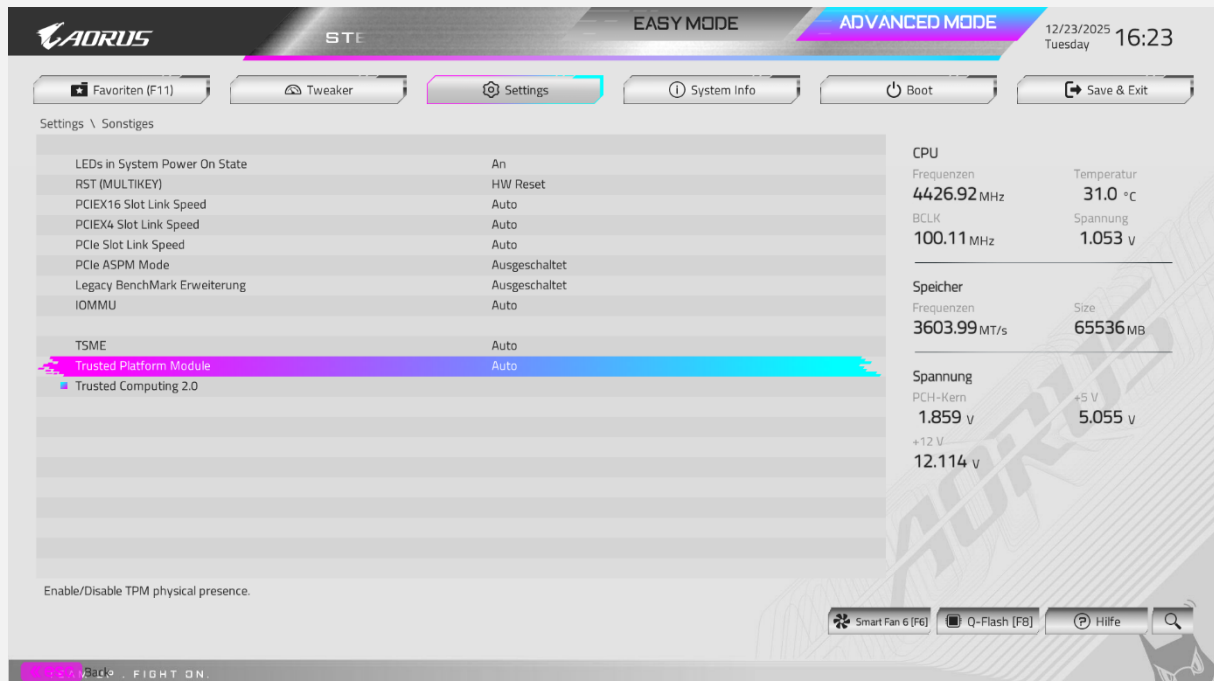 AORUS
STE
EASY MODE
ADVANCED MODE
12/23/2025 16:23
Tuesday
Favoriten (F11) Tweaker Settings System Info Boot Save & Exit
Settings \ Sonstiges
LEDs in System Power On State An
RST (MULTIKEY) HW Reset
PCIEX16 Slot Link Speed Auto
PCIEX4 Slot Link Speed Auto
PCIe Slot Link Speed Auto
PCIe ASPM Mode Ausgeschaltet
Legacy BenchMark Erweiterung Ausgeschaltet
IOMMU Auto
TSME Auto
Trusted Platform Module Auto
Trusted Computing 2.0
CPU
Frequenzen Temperatur
4426.92 MHz 31.0 °C
BCLK Spannung
100.11 MHz 1.053 V
Speicher
Frequenzen Size
3603.99 MT/s 65536 MB
Spannung
PCH-Kern +5 V
1.859 V 5.055 V
+12 V
12.114 V
AORUS
Enable/Disable TPM physical presence.
Smart Fan 6 [F6] Q-Flash [F8] Hilfe
Back . FIGHT ON.